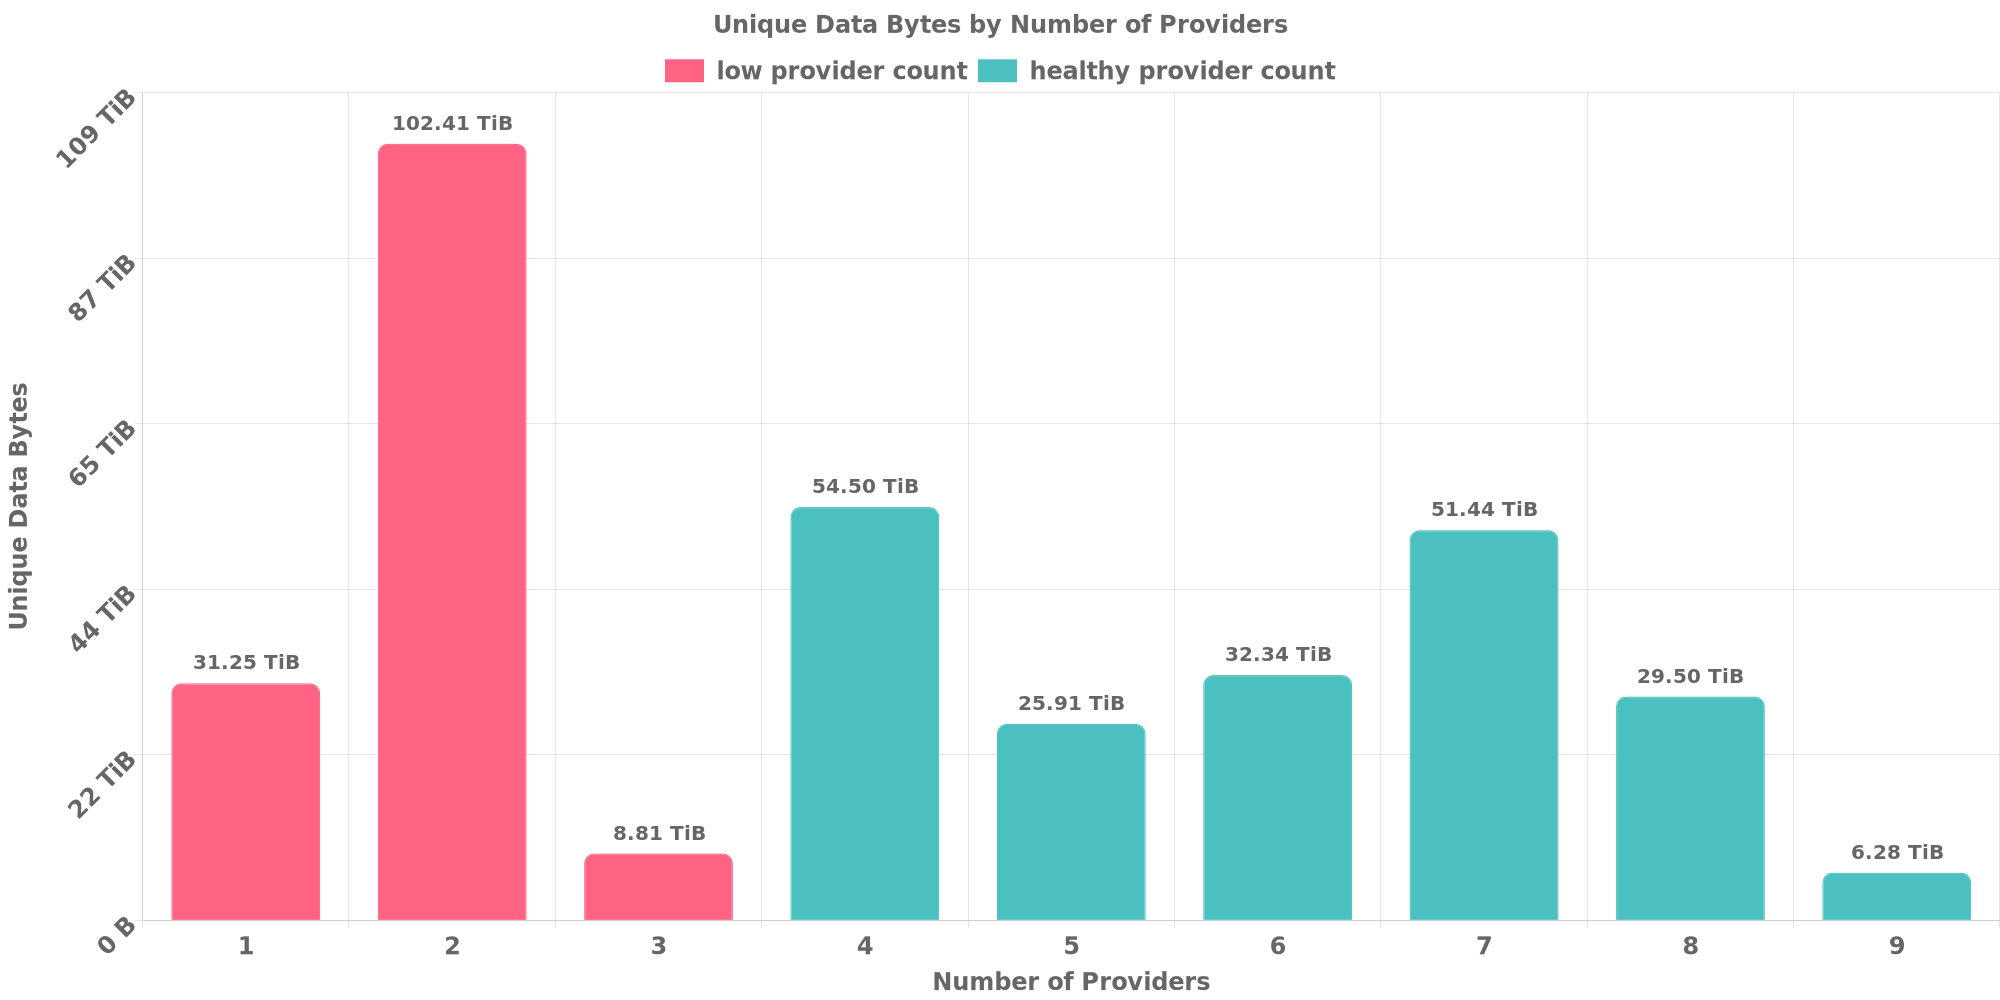 Unique Data Bytes by Number of Providers
low provider count healthy provider count
Unique Data Bytes
109 TiB
87 TiB
65 TiB
44 TiB
22 TiB
0 B
31.25 TiB
102.41 TiB
8.81 TiB
54.50 TiB
25.91 TiB
32.34 TiB
51.44 TiB
29.50 TiB
6.28 TiB
1 2 3 4 5 6 7 8 9
Number of Providers